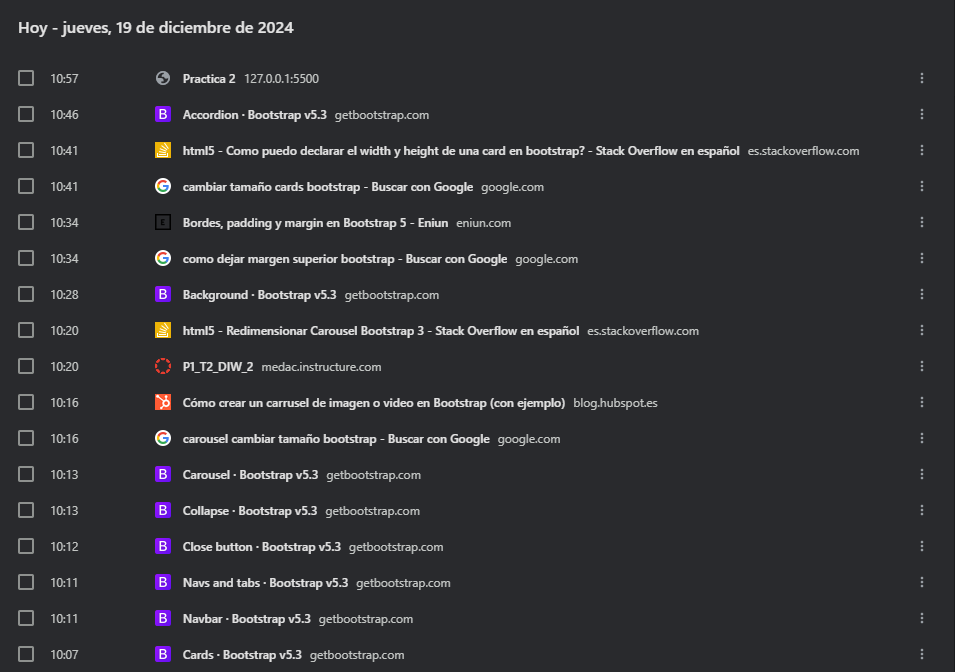 Hoy - jueves, 19 de diciembre de 2024
10:57 Practica 2 127.0.0.1:5500
10:46 B Accordion · Bootstrap v5.3 getbootstrap.com
10:41 html5 - Como puedo declarar el width y height de una card en bootstrap? - Stack Overflow en español es.stackoverflow.com
10:41 G cambiar tamaño cards bootstrap - Buscar con Google google.com
10:34 E Bordes, padding y margin en Bootstrap 5 - Eniun eniun.com
10:34 G como dejar margen superior bootstrap - Buscar con Google google.com
10:28 B Background · Bootstrap v5.3 getbootstrap.com
10:20 html5 - Redimensionar Carousel Bootstrap 3 - Stack Overflow en español es.stackoverflow.com
10:20 P1_T2_DIW_2 medac.instructure.com
10:16 Cómo crear un carrusel de imagen o video en Bootstrap (con ejemplo) blog.hubspot.es
10:16 G carousel cambiar tamaño bootstrap - Buscar con Google google.com
10:13 B Carousel · Bootstrap v5.3 getbootstrap.com
10:13 B Collapse · Bootstrap v5.3 getbootstrap.com
10:12 B Close button · Bootstrap v5.3 getbootstrap.com
10:11 B Navs and tabs · Bootstrap v5.3 getbootstrap.com
10:11 B Navbar · Bootstrap v5.3 getbootstrap.com
10:07 B Cards · Bootstrap v5.3 getbootstrap.com